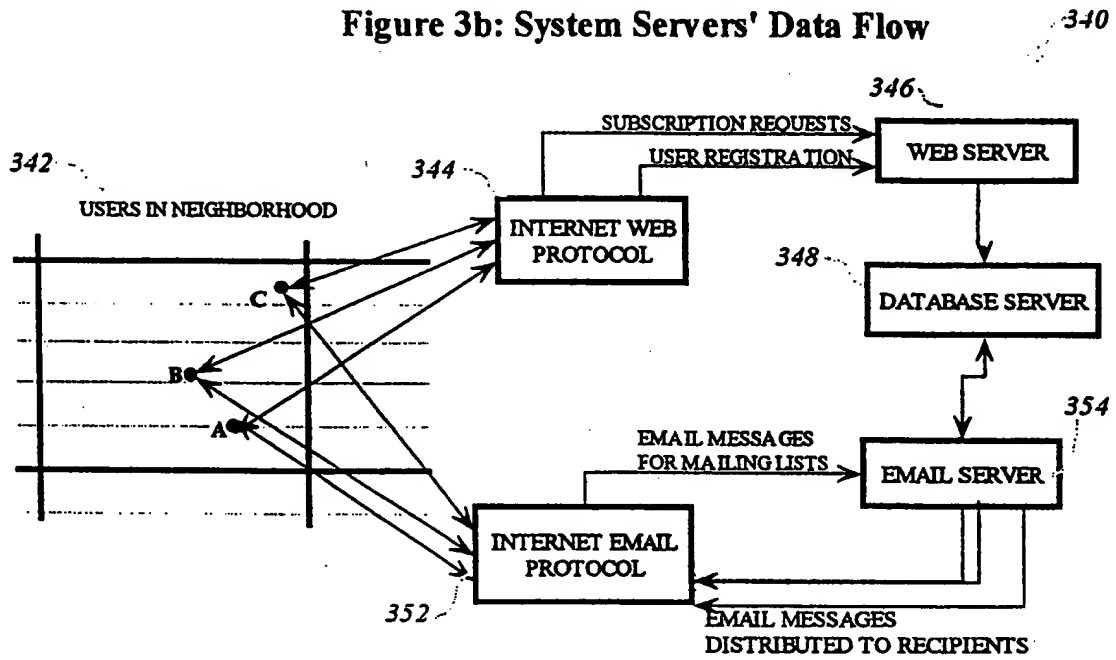 Figure 3b: System Servers' Data Flow
340
346
SUBSCRIPTION REQUESTS
WEB SERVER
USER REGISTRATION
342
344
USERS IN NEIGHBORHOOD
INTERNET WEB
PROTOCOL
348
DATABASE SERVER
C
B
A
354
EMAIL MESSAGES
FOR MAILING LISTS
EMAIL SERVER
INTERNET EMAIL
PROTOCOL
352
EMAIL MESSAGES
DISTRIBUTED TO RECIPIENTS